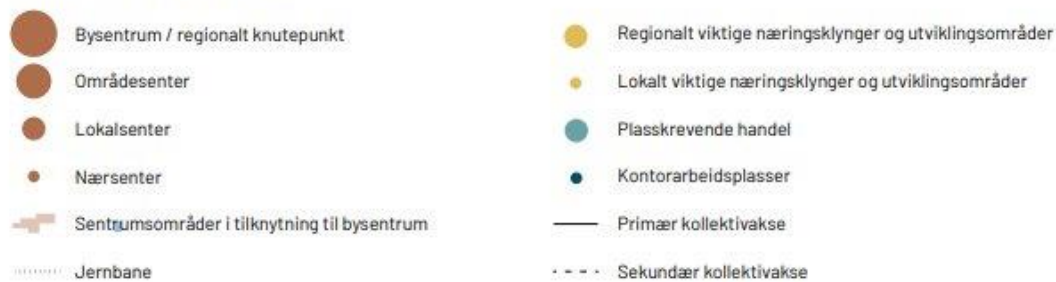 Bysentrum / regionalt knutepunkt
Områdesenter
Lokalsenter
Nærsenter
Sentrumsområder i tilknytning til bysentrum
Jernbane
Regionalt viktige næringsklynger og utviklingsområder
Lokalt viktige næringsklynger og utviklingsområder
Plasskrevende handel
Kontorarbeidsplasser
Primær kollektivakse
Sekundær kollektivakse